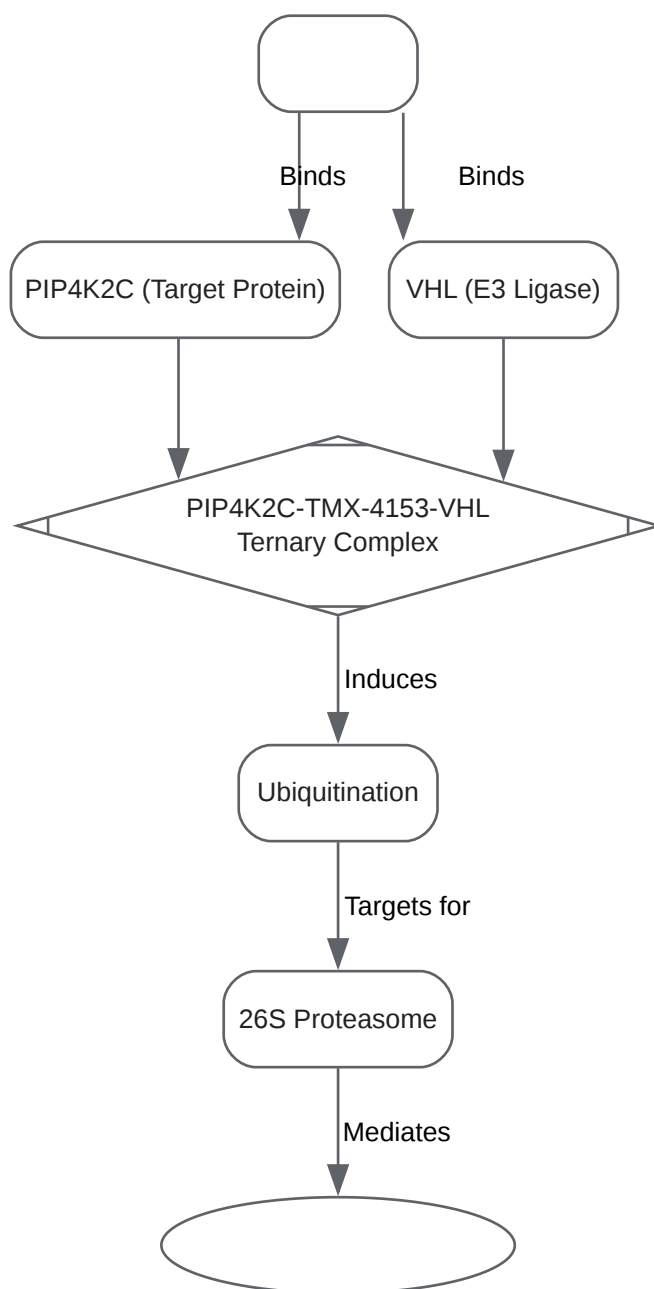 Binds
Binds
PIP4K2C (Target Protein)
VHL (E3 Ligase)
PIP4K2C-TMX-4153-VHL
Ternary Complex
Induces
Ubiquitination
Targets for
26S Proteasome
Mediates